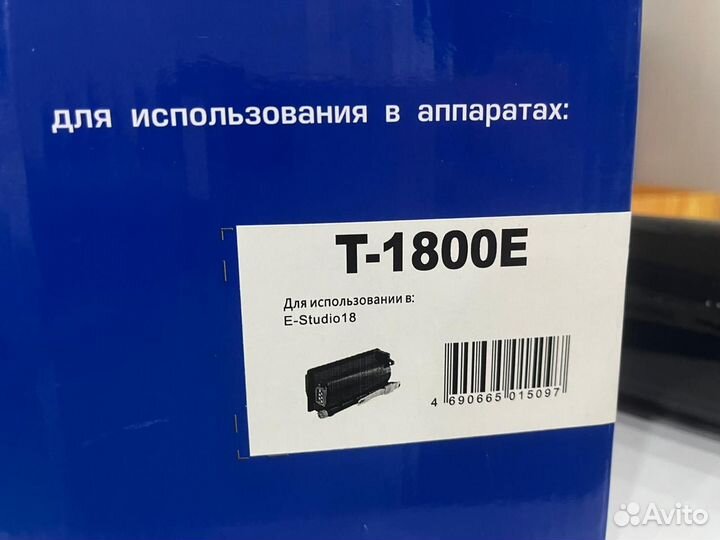 для использования в аппаратах:
T-1800E
Для использовании в:
E-Studio18
4 690665 015097
Avito